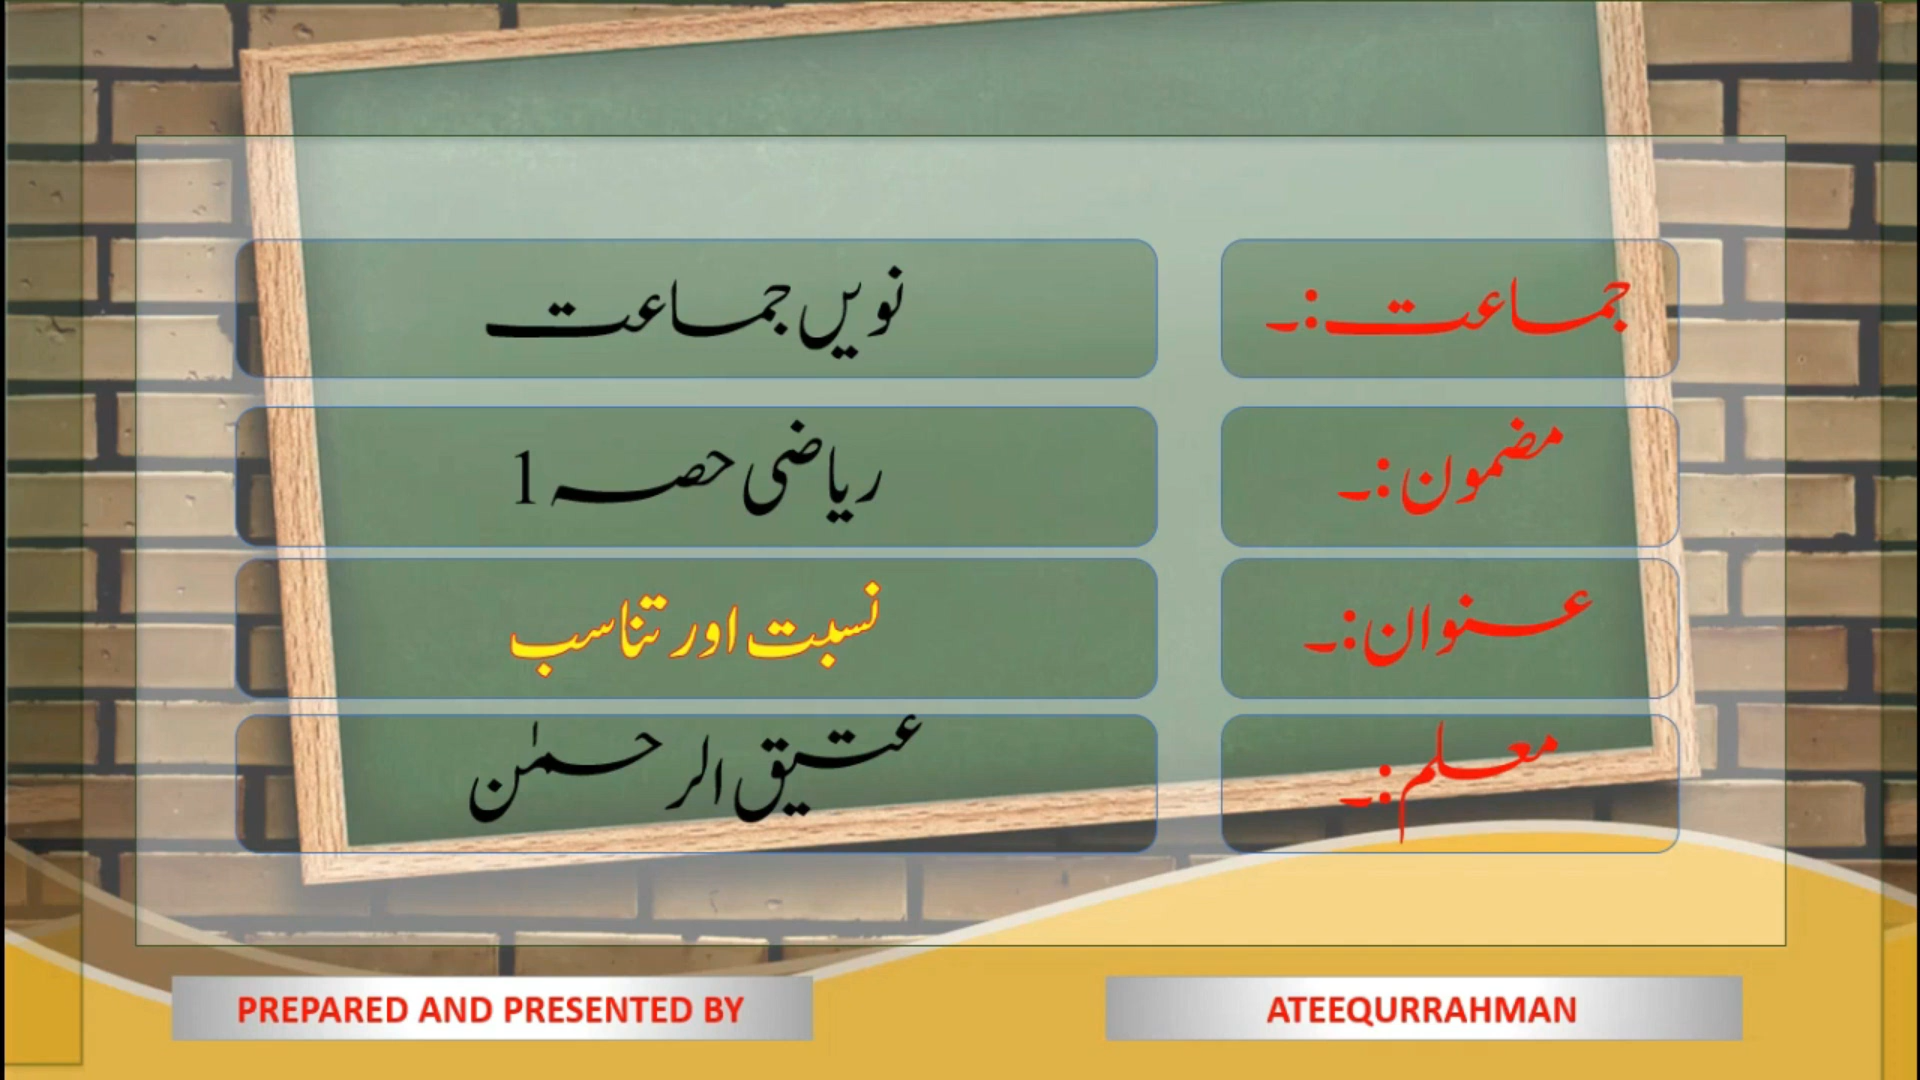 جماعت:۔ نویں جماعت
مضمون:۔ ریاضی حصہ 1
عنوان:۔ نسبت اور تناسب
معلم:۔ عتیق الرحمٰن
PREPARED AND PRESENTED BY ATEEQURRAHMAN